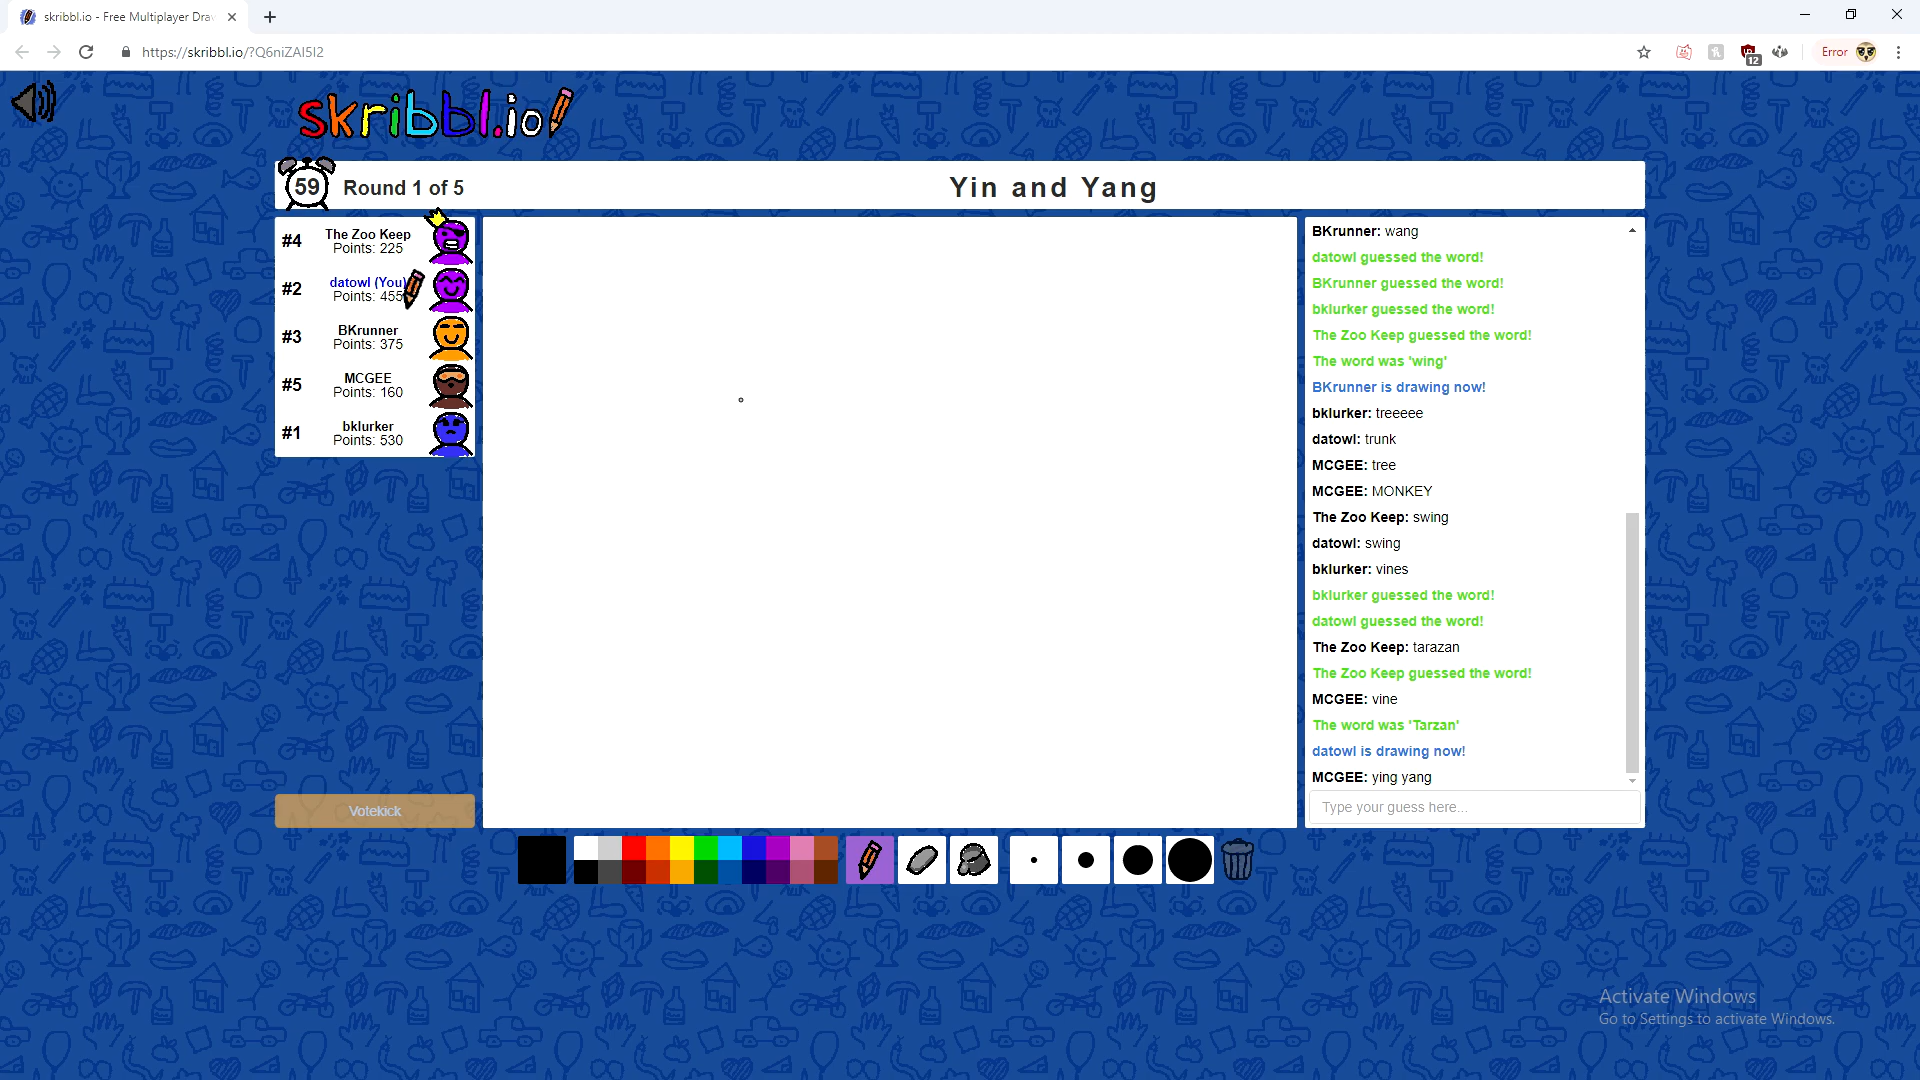 skribbl.io - Free Multiplayer Dra
https://skribbl.io/?Q6niZAI5I2
12
Error
skribbl.io
59
Round 1 of 5
Yin and Yang
#4
The Zoo Keep
Points: 225
#2
datowl (You)
Points: 455
#3
BKrunner
Points: 375
#5
MCGEE
Points: 160
#1
bklurker
Points: 530
Votekick
BKrunner: wang
datowl guessed the word!
BKrunner guessed the word!
bklurker guessed the word!
The Zoo Keep guessed the word!
The word was 'wing'
BKrunner is drawing now!
bklurker: treeeee
datowl: trunk
MCGEE: tree
MCGEE: MONKEY
The Zoo Keep: swing
datowl: swing
bklurker: vines
bklurker guessed the word!
datowl guessed the word!
The Zoo Keep: tarazan
The Zoo Keep guessed the word!
MCGEE: vine
The word was 'Tarzan'
datowl is drawing now!
MCGEE: ying yang
Type your guess here...
Activate Windows
Go to Settings to activate Windows.